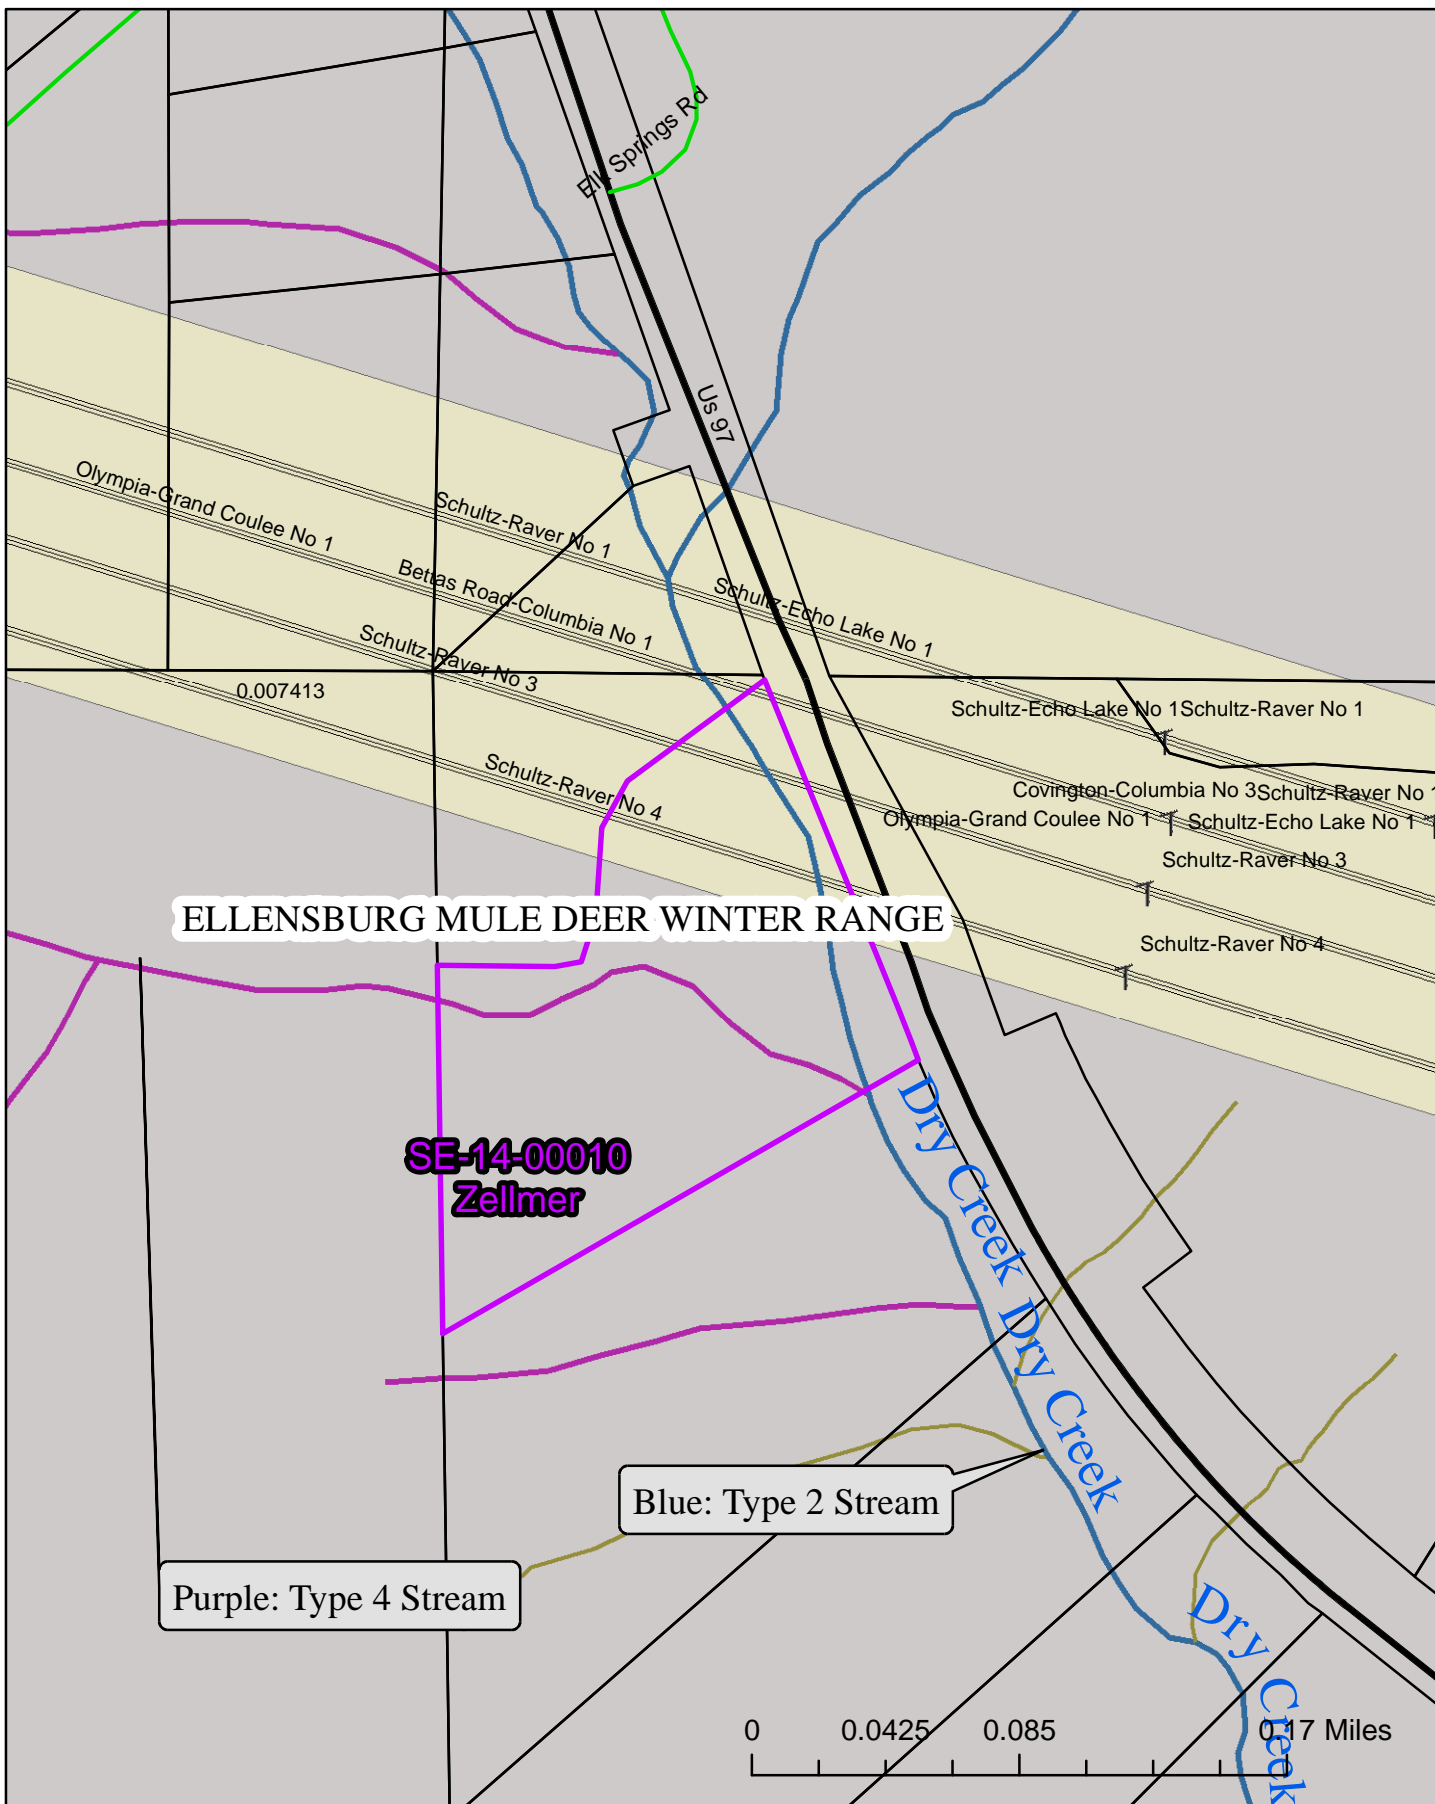 Elk Springs Rd
Us 97
Olympia-Grand Coulee No 1
Schultz-Raver No 1
Bettas Road-Columbia No 1
Schultz-Echo Lake No 1
Schultz-Raver No 3
0.007413
Schultz-Echo Lake No 1
Schultz-Raver No 1
Schultz-Raver No 4
Covington-Columbia No 3
Schultz-Raver No 1
Olympia-Grand Coulee No 1
Schultz-Echo Lake No 1
Schultz-Raver No 3
ELLENSBURG MULE DEER WINTER RANGE
Schultz-Raver No 4
Dry Creek
SE-14-00010
Zellmer
Dry Creek
Blue: Type 2 Stream
Purple: Type 4 Stream
Dry Creek
0 0.0425 0.085 0.17 Miles